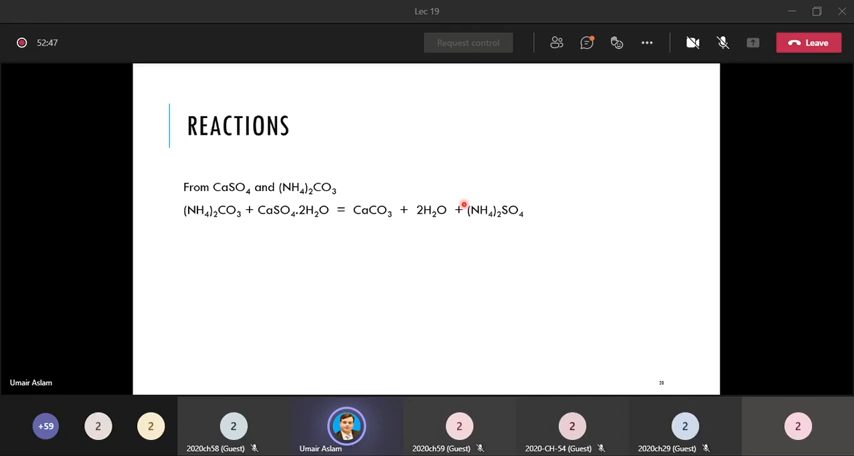 Lec 19
52:47
Request control
Leave
REACTIONS
From CaSO₄ and (NH₄)₂CO₃
(NH₄)₂CO₃ + CaSO₄.2H₂O = CaCO₃ + 2H₂O + (NH₄)₂SO₄
Umair Aslam
+59
2
2
2
2
2
2
2
2020ch58 (Guest)
Umair Aslam
2020ch59 (Guest)
2020-CH-54 (Guest)
2020ch29 (Guest)